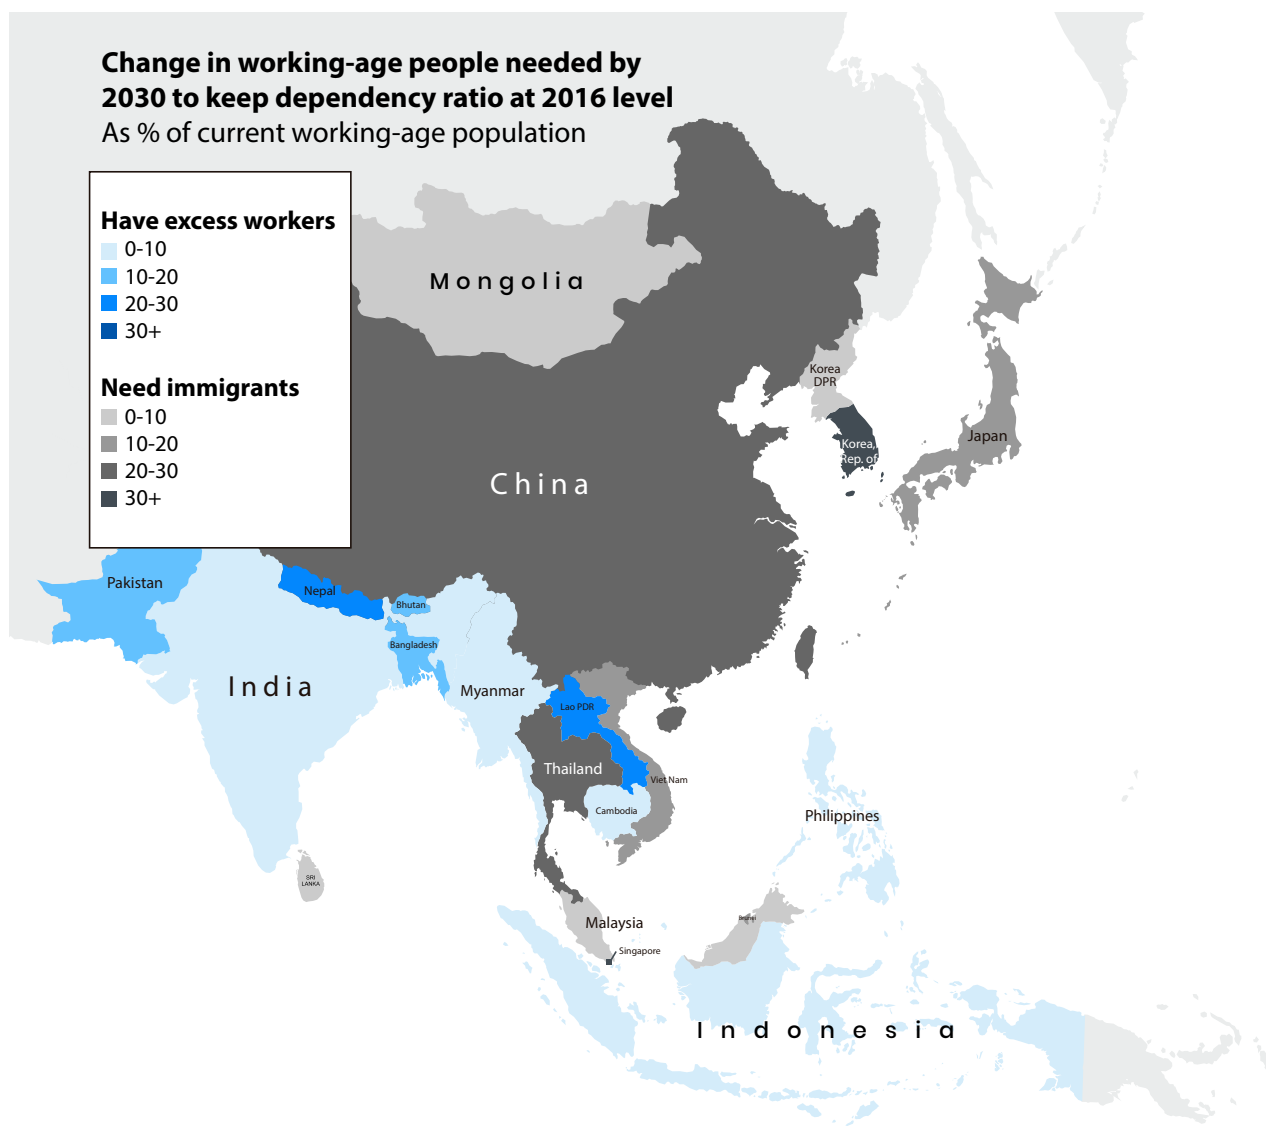 Change in working-age people needed by
2030 to keep dependency ratio at 2016 level
As % of current working-age population
Have excess workers
0-10
10-20
20-30
30+
Need immigrants
0-10
10-20
20-30
30+
Mongolia
Korea
DPR
Korea,
Rep. of
Japan
China
Pakistan
Nepal
Bhutan
Bangladesh
India
Myanmar
Lao PDR
Thailand
Viet Nam
Cambodia
Philippines
SRI
LANKA
Malaysia
Brunei
Singapore
Indonesia